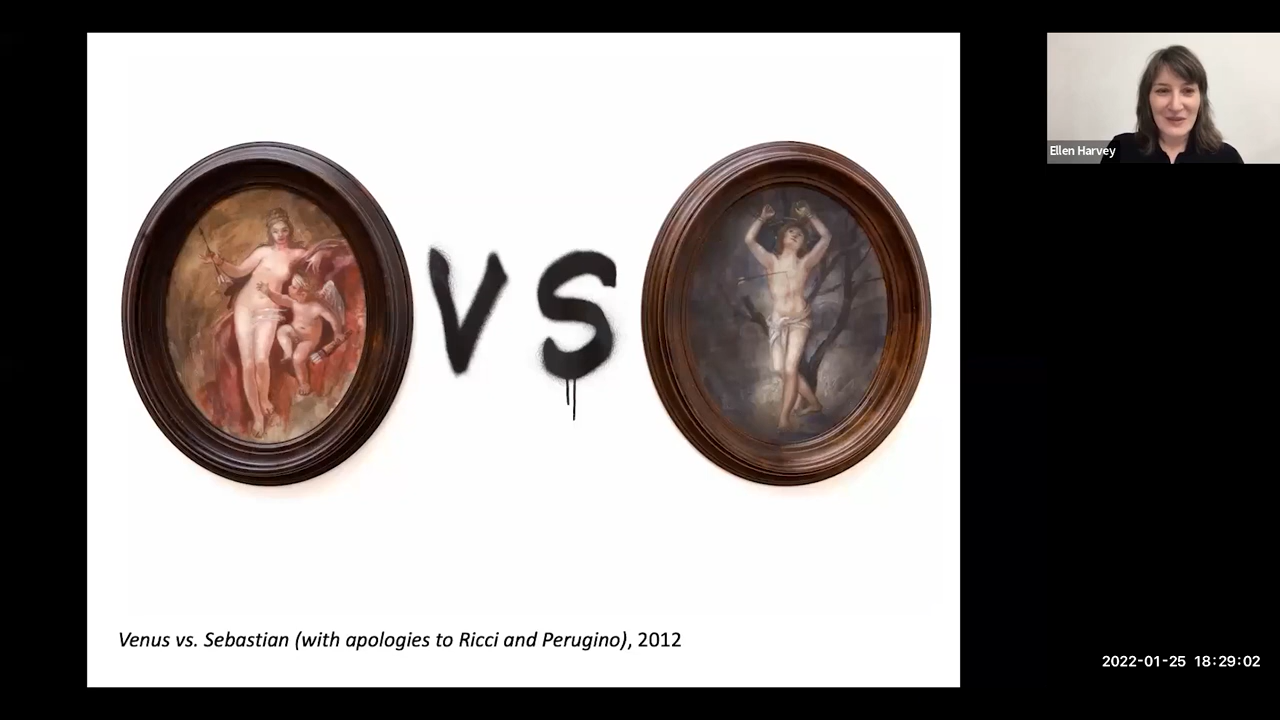 Ellen Harvey
VS
Venus vs. Sebastian (with apologies to Ricci and Perugino), 2012
2022-01-25 18:29:02